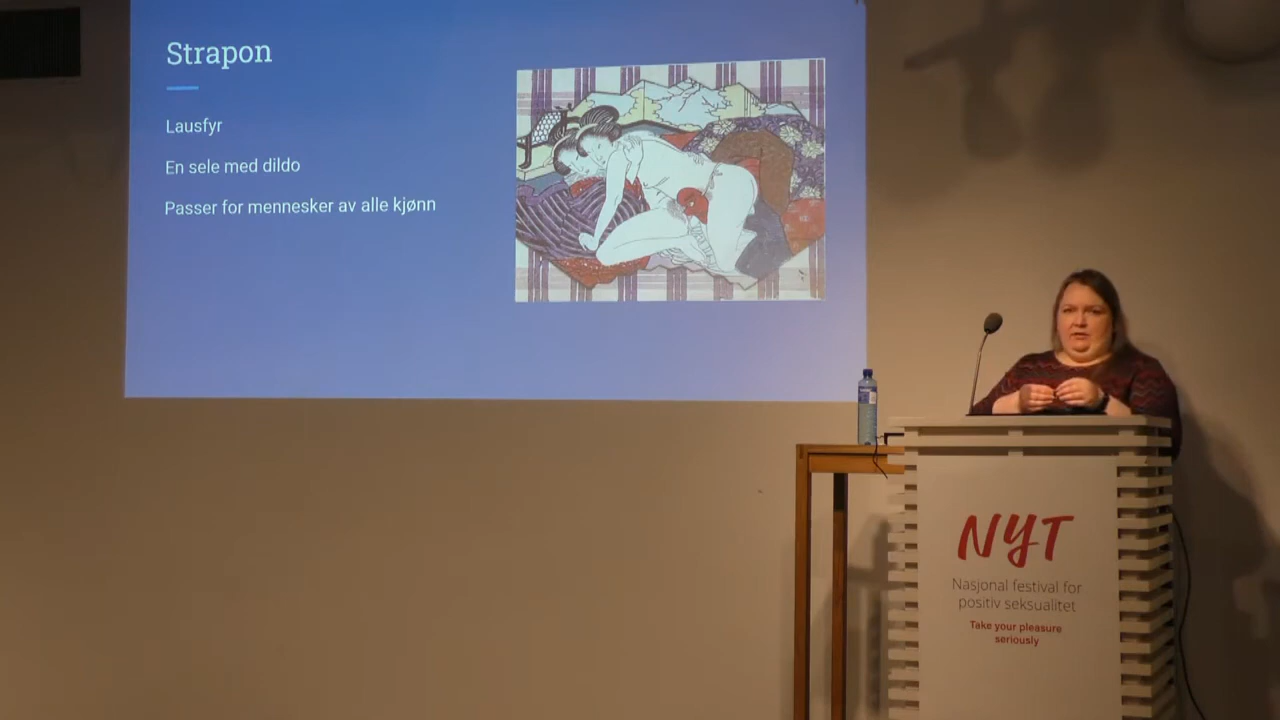 Strapon
Lausfyr
En sele med dildo
Passer for mennesker av alle kjønn
NYT
Nasjonal festival for
positiv seksualitet
Take your pleasure
seriously